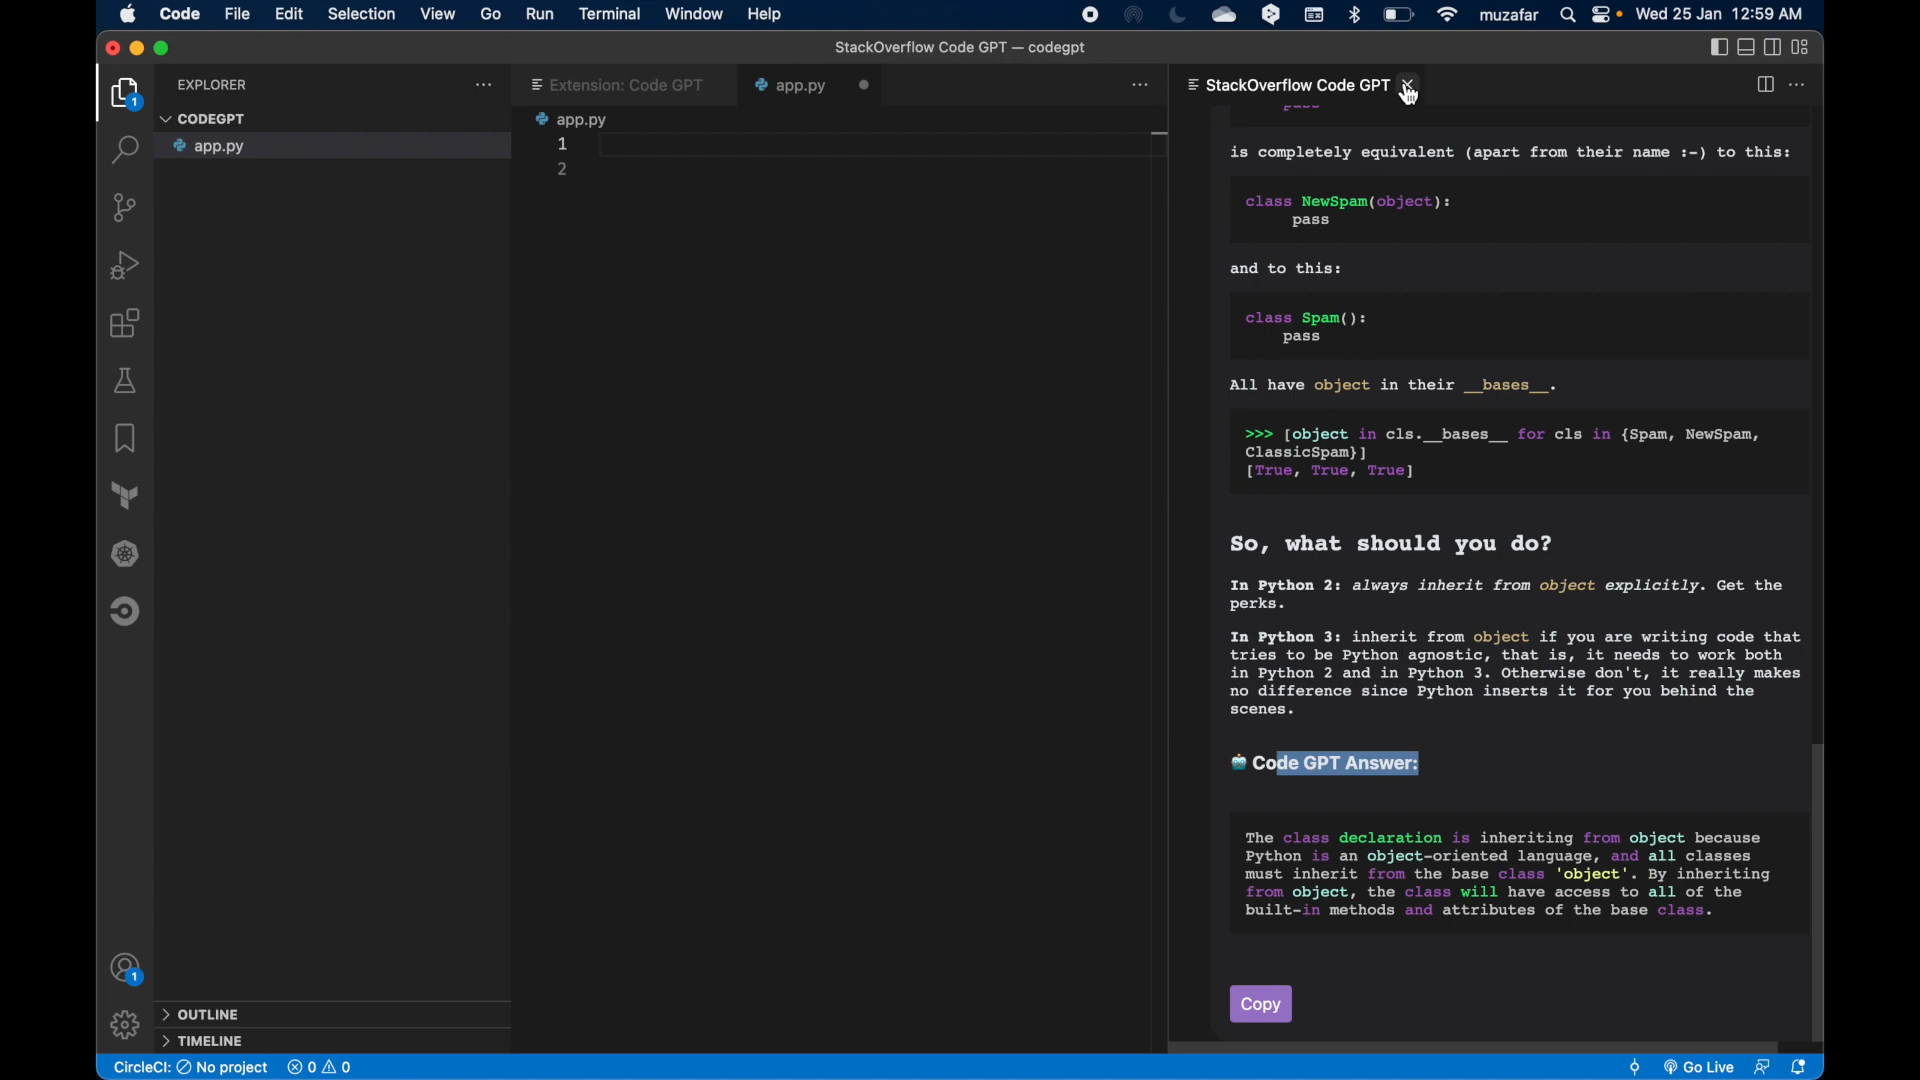 Code File Edit Selection View Go Run Terminal Window Help muzafar Wed 25 Jan 12:59 AM
StackOverflow Code GPT — codegpt
EXPLORER
CODEGPT
app.py
OUTLINE
TIMELINE
Extension: Code GPT app.py
app.py
1
2
StackOverflow Code GPT
pass
is completely equivalent (apart from their name :-) to this:
class NewSpam(object):
pass
and to this:
class Spam():
pass
All have object in their __bases__.
>>> [object in cls.__bases__ for cls in {Spam, NewSpam,
ClassicSpam}]
[True, True, True]
So, what should you do?
In Python 2: always inherit from object explicitly. Get the
perks.
In Python 3: inherit from object if you are writing code that
tries to be Python agnostic, that is, it needs to work both
in Python 2 and in Python 3. Otherwise don't, it really makes
no difference since Python inserts it for you behind the
scenes.
Code GPT Answer:
The class declaration is inheriting from object because
Python is an object-oriented language, and all classes
must inherit from the base class 'object'. By inheriting
from object, the class will have access to all of the
built-in methods and attributes of the base class.
Copy
1
1
CircleCI: No project 0 0 Go Live